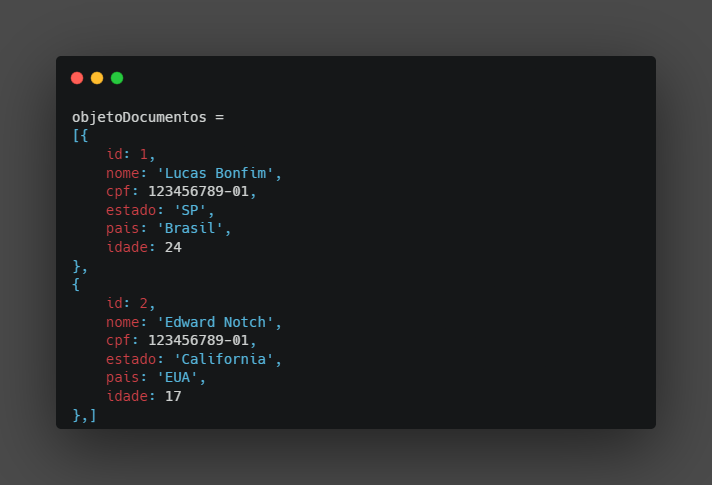 objetoDocumentos =
[{
    id: 1,
    nome: 'Lucas Bonfim',
    cpf: 123456789-01,
    estado: 'SP',
    pais: 'Brasil',
    idade: 24
},
{
    id: 2,
    nome: 'Edward Notch',
    cpf: 123456789-01,
    estado: 'California',
    pais: 'EUA',
    idade: 17
},]